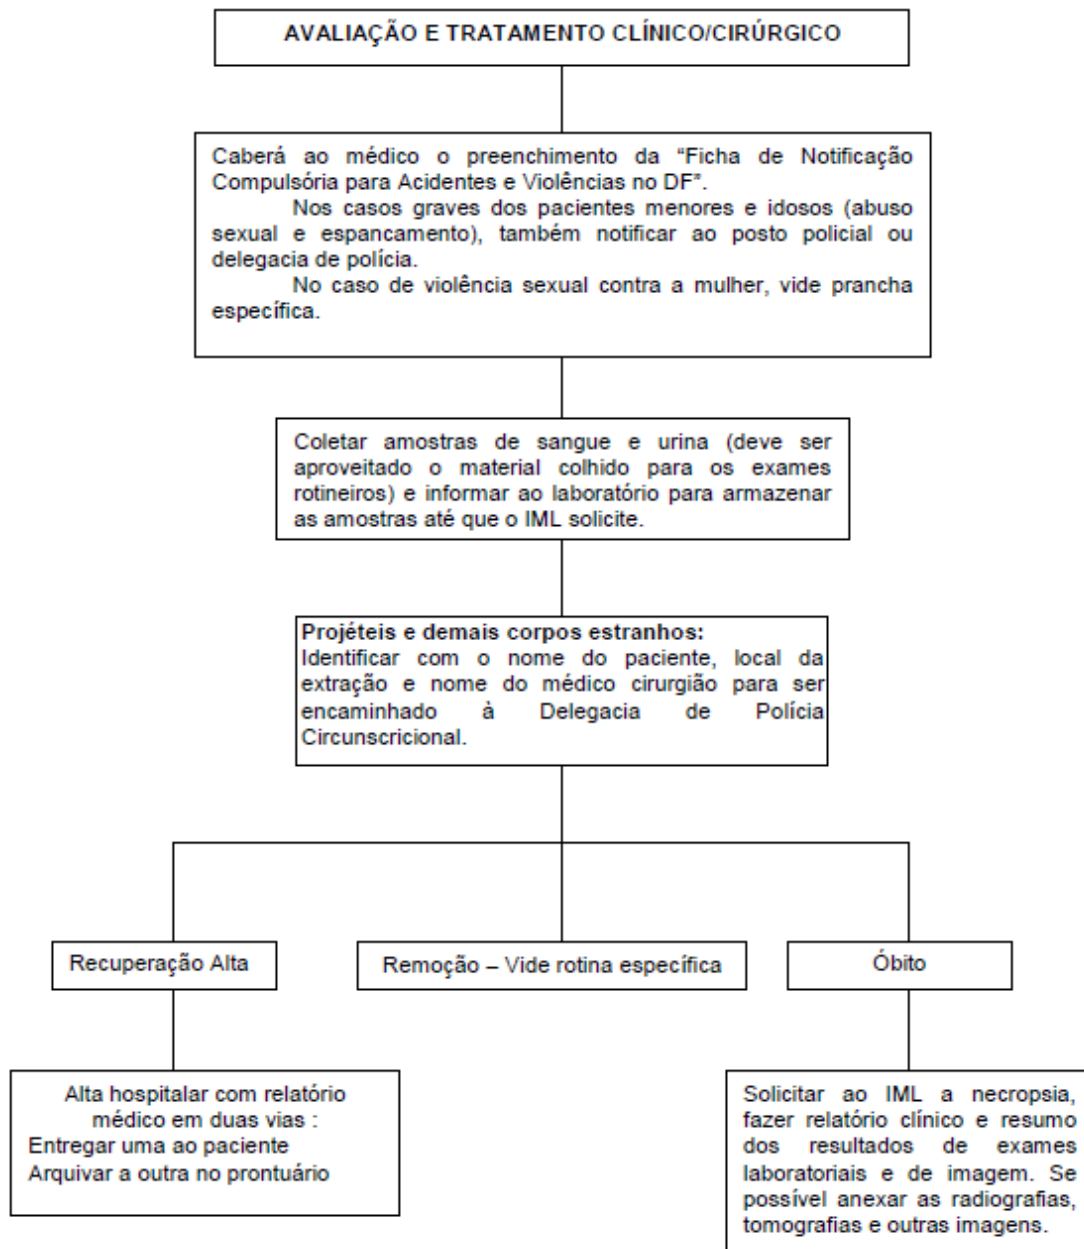 AVALIAÇÃO E TRATAMENTO CLÍNICO/CIRÚRGICO
Caberá ao médico o preenchimento da “Ficha de Notificação
Compulsória para Acidentes e Violências no DF”.
Nos casos graves dos pacientes menores e idosos (abuso
sexual e espancamento), também notificar ao posto policial ou
delegacia de polícia.
No caso de violência sexual contra a mulher, vide prancha
específica.
Coletar amostras de sangue e urina (deve ser
aproveitado o material colhido para os exames
rotineiros) e informar ao laboratório para armazenar
as amostras até que o IML solicite.
Projéteis e demais corpos estranhos:
Identificar com o nome do paciente, local da
extração e nome do médico cirurgião para ser
encaminhado à Delegacia de Polícia
Circunscricional.
Recuperação Alta
Remoção – Vide rotina específica
Óbito
Alta hospitalar com relatório
médico em duas vias :
Entregar uma ao paciente
Arquivar a outra no prontuário
Solicitar ao IML a necropsia,
fazer relatório clínico e resumo
dos resultados de exames
laboratoriais e de imagem. Se
possível anexar as radiografias,
tomografias e outras imagens.